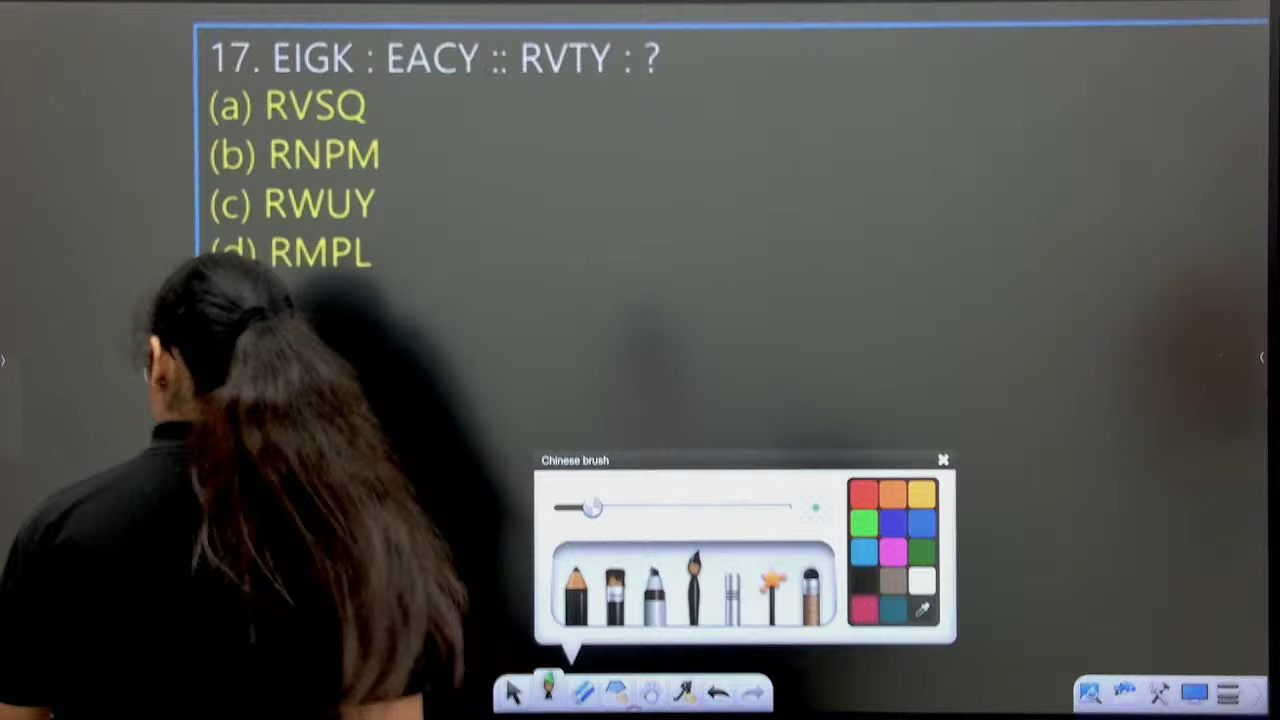 17. EIGK : EACY :: RVTY : ?
(a) RVSQ
(b) RNPM
(c) RWUY
(d) RMPL
Chinese brush